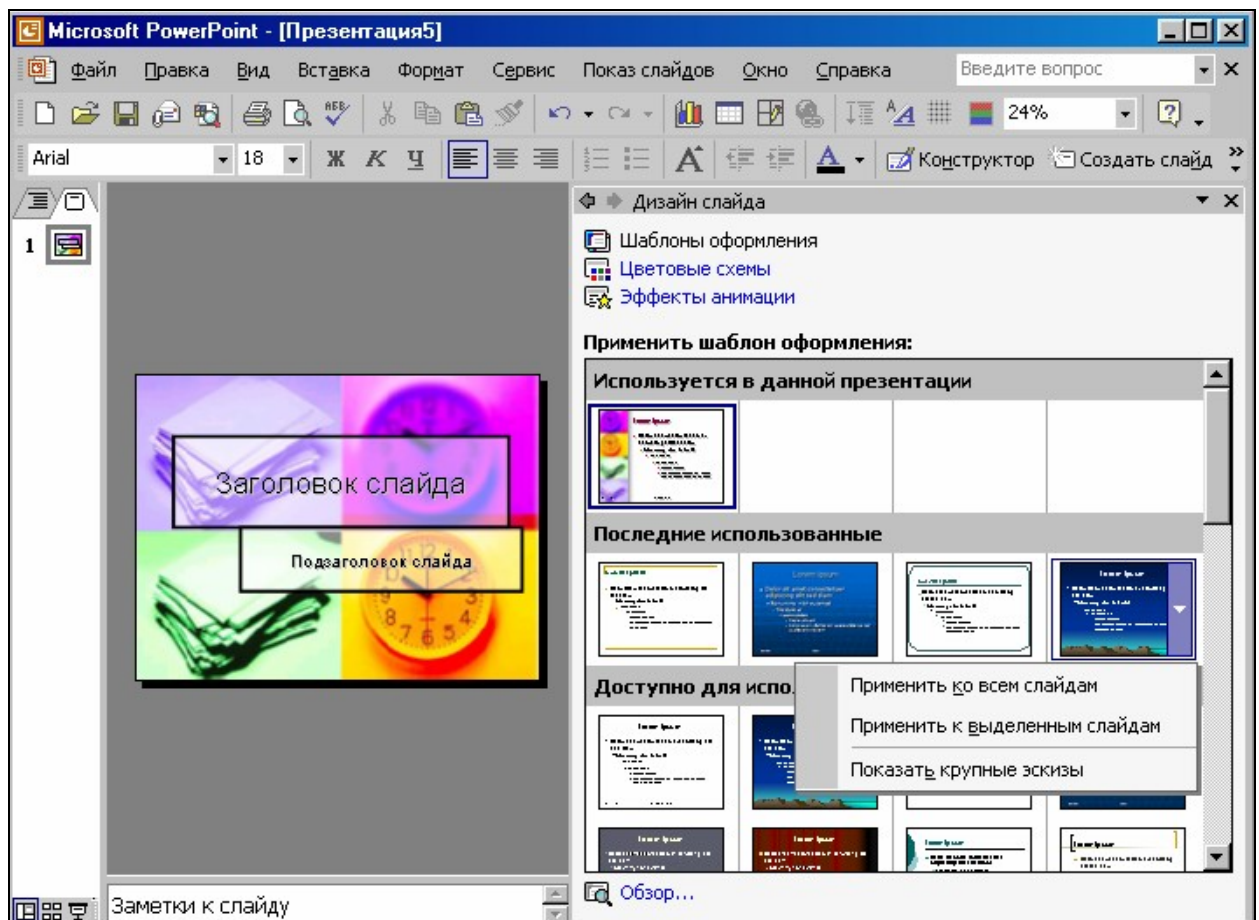 Microsoft PowerPoint - [Презентация5]
Файл Правка Вид Вставка Формат Сервис Показ слайдов Окно Справка Введите вопрос
24%
Arial 18 Ж К Ч Конструктор Создать слайд
Дизайн слайда
1
Шаблоны оформления
Цветовые схемы
Эффекты анимации
Применить шаблон оформления:
Используется в данной презентации
Заголовок слайда
Подзаголовок слайда
Последние использованные
Доступно для испо
Применить ко всем слайдам
Применить к выделенным слайдам
Показать крупные эскизы
Обзор...
Заметки к слайду